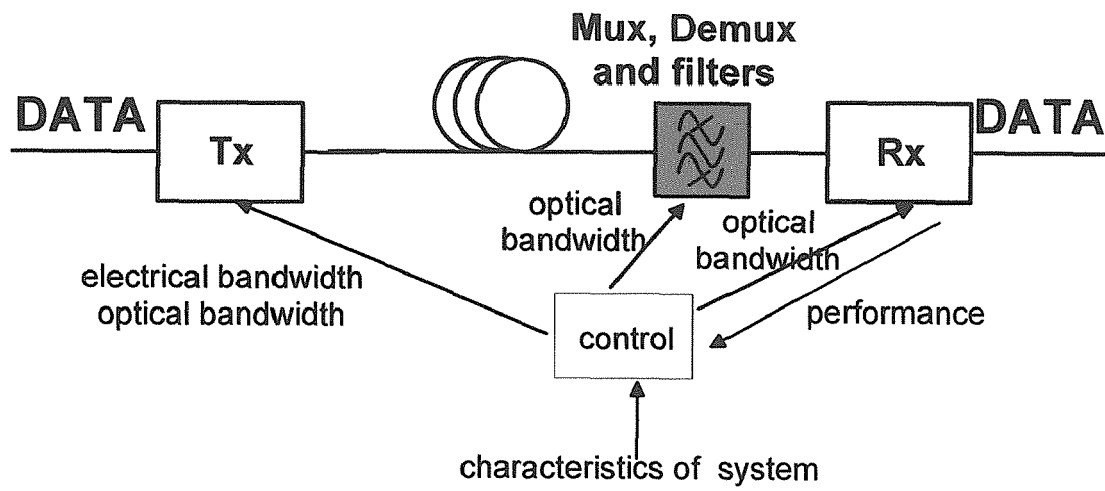 Mux, Demux
and filters
DATA
Tx
Rx
DATA
optical
bandwidth
optical
bandwidth
electrical bandwidth
optical bandwidth
control
performance
characteristics of system